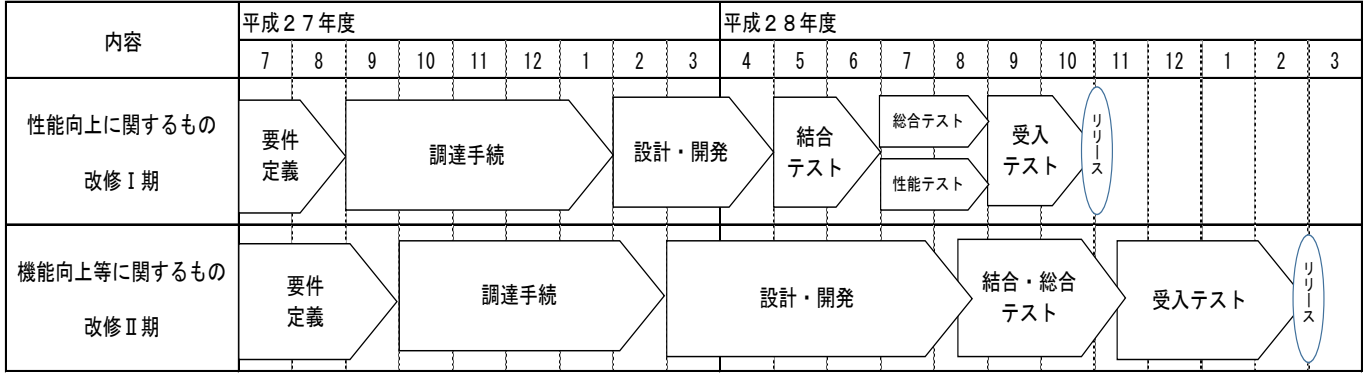 内容
平成２７年度
平成２８年度
7 8 9 10 11 12 1 2 3 4 5 6 7 8 9 10 11 12 1 2 3
性能向上に関するもの
改修Ⅰ期
要件
定義
調達手続
設計・開発
結合
テスト
総合テスト
性能テスト
受入
テスト
リリース
機能向上等に関するもの
改修Ⅱ期
要件
定義
調達手続
設計・開発
結合・総合
テスト
受入テスト
リリース